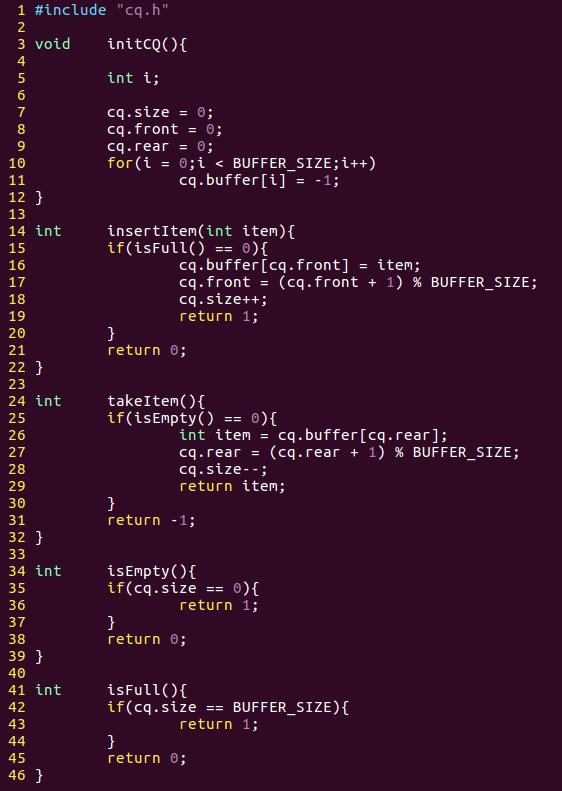 1 #include "cq.h"
2
3 void    initCQ(){
4
5         int i;
6
7         cq.size = 0;
8         cq.front = 0;
9         cq.rear = 0;
10         for(i = 0;i < BUFFER_SIZE;i++)
11                 cq.buffer[i] = -1;
12 }
13
14 int     insertItem(int item){
15         if(isFull() == 0){
16                 cq.buffer[cq.front] = item;
17                 cq.front = (cq.front + 1) % BUFFER_SIZE;
18                 cq.size++;
19                 return 1;
20         }
21         return 0;
22 }
23
24 int     takeItem(){
25         if(isEmpty() == 0){
26                 int item = cq.buffer[cq.rear];
27                 cq.rear = (cq.rear + 1) % BUFFER_SIZE;
28                 cq.size--;
29                 return item;
30         }
31         return -1;
32 }
33
34 int     isEmpty(){
35         if(cq.size == 0){
36                 return 1;
37         }
38         return 0;
39 }
40
41 int     isFull(){
42         if(cq.size == BUFFER_SIZE){
43                 return 1;
44         }
45         return 0;
46 }